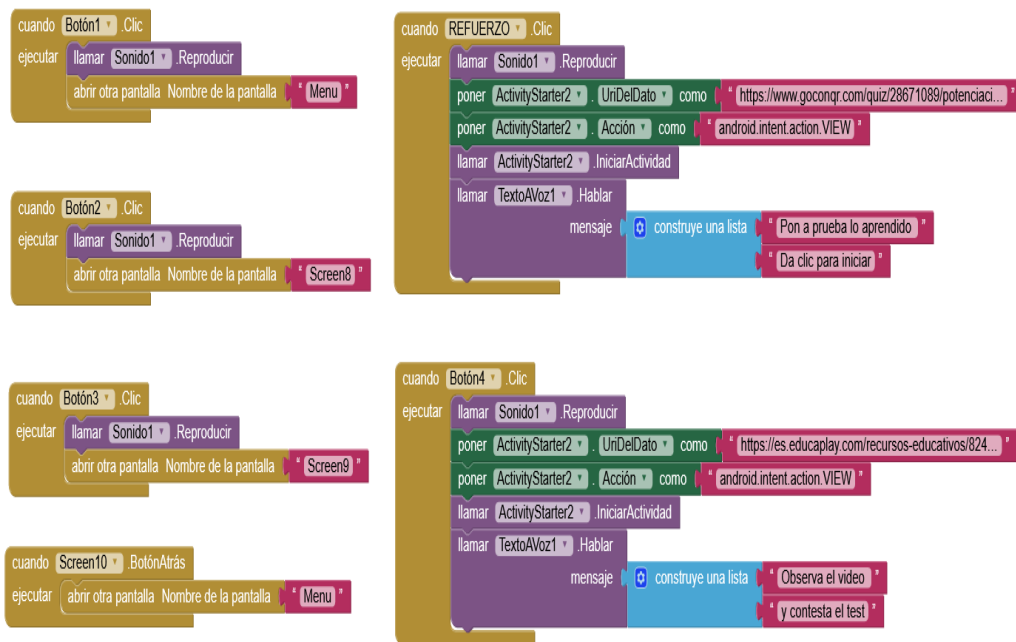 cuando Botón1 .Clic
ejecutar llamar Sonido1 .Reproducir
abrir otra pantalla Nombre de la pantalla " Menu "
cuando Botón2 .Clic
ejecutar llamar Sonido1 .Reproducir
abrir otra pantalla Nombre de la pantalla " Screen8 "
cuando Botón3 .Clic
ejecutar llamar Sonido1 .Reproducir
abrir otra pantalla Nombre de la pantalla " Screen9 "
cuando Screen10 .BotónAtrás
ejecutar abrir otra pantalla Nombre de la pantalla " Menu "
cuando REFUERZO .Clic
ejecutar llamar Sonido1 .Reproducir
poner ActivityStarter2 . UriDelDato como " https://www.goconqr.com/quiz/28671089/potenciaci... "
poner ActivityStarter2 . Acción como " android.intent.action.VIEW "
llamar ActivityStarter2 .IniciarActividad
llamar TextoAVoz1 .Hablar
mensaje construye una lista " Pon a prueba lo aprendido "
" Da clic para iniciar "
cuando Botón4 .Clic
ejecutar llamar Sonido1 .Reproducir
poner ActivityStarter2 . UriDelDato como " https://es.educaplay.com/recursos-educativos/824... "
poner ActivityStarter2 . Acción como " android.intent.action.VIEW "
llamar ActivityStarter2 .IniciarActividad
llamar TextoAVoz1 .Hablar
mensaje construye una lista " Observa el video "
" y contesta el test "